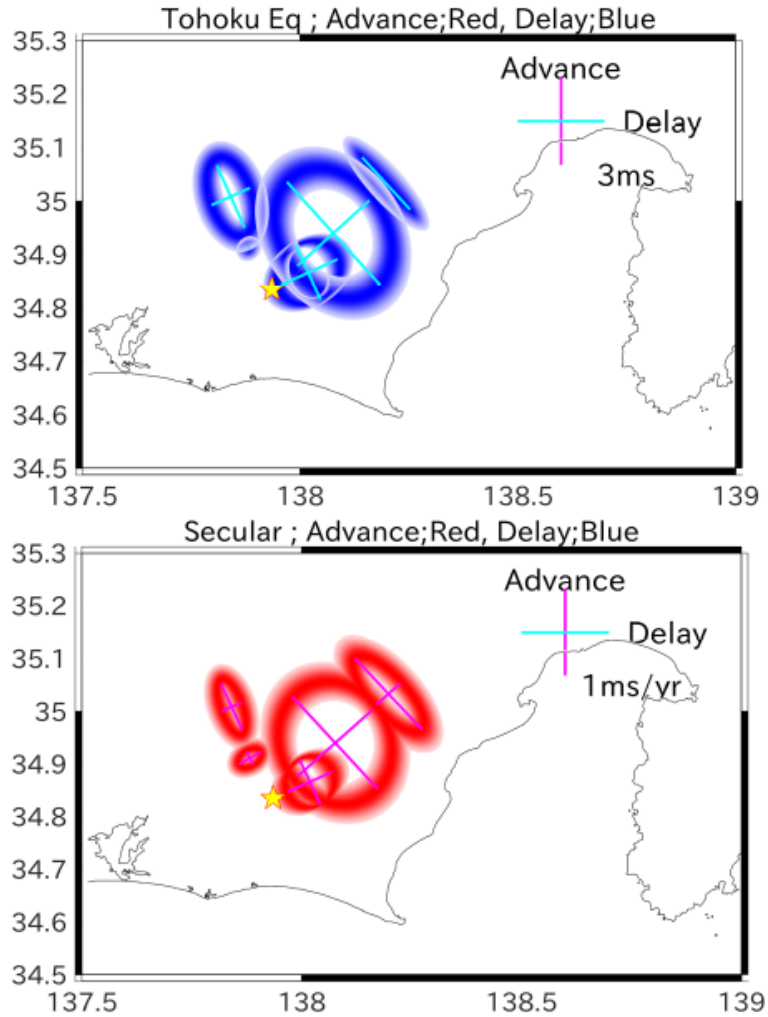 Tohoku Eq ; Advance;Red, Delay;Blue
35.3
Advance
35.2
Delay
35.1
3ms
35
34.9
34.8
34.7
34.6
34.5
137.5 138 138.5 139
Secular ; Advance;Red, Delay;Blue
35.3
Advance
35.2
Delay
35.1
1ms/yr
35
34.9
34.8
34.7
34.6
34.5
137.5 138 138.5 139